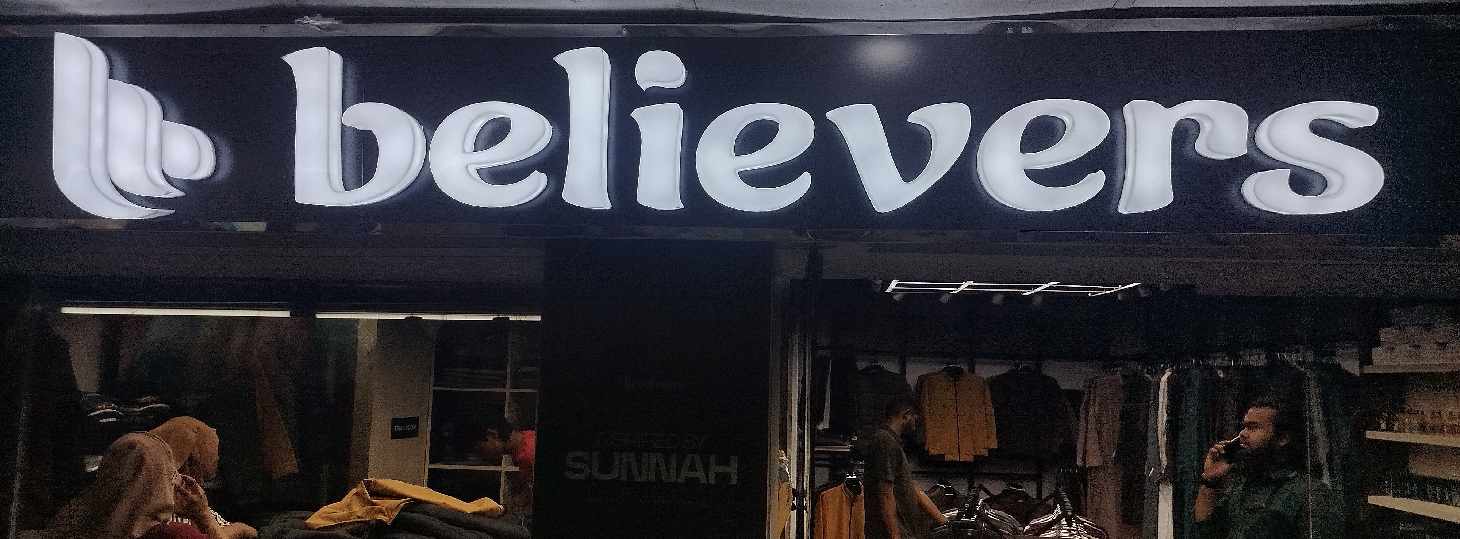 believers
INSPIRED BY
SUNNAH